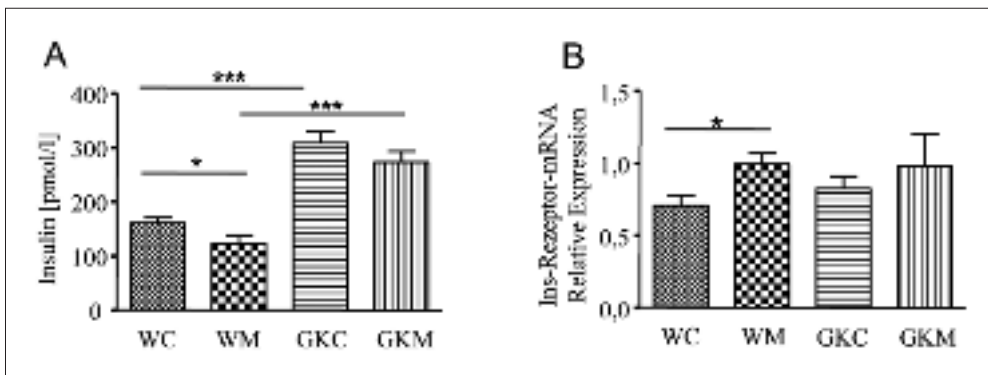 A
***
***
*
Insulin [pmol/l]
400
300
200
100
0
WC WM GKC GKM
B
*
Ins-Rezeptor-mRNA
Relative Expression
1,5
1,0
0,5
0,0
WC WM GKC GKM